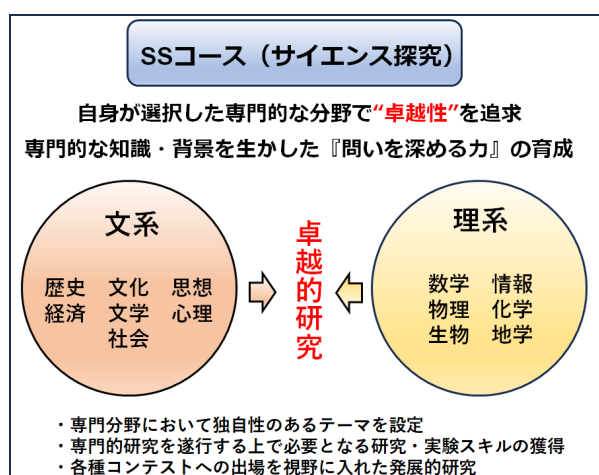 SSコース（サイエンス探究）
自身が選択した専門的な分野で“卓越性”を追求
専門的な知識・背景を生かした『問いを深める力』の育成
文系
歴史 文化 思想
経済 文学 心理
社会
卓越的研究
理系
数学 情報
物理 化学
生物 地学
・専門分野において独自性のあるテーマを設定
・専門的研究を遂行する上で必要となる研究・実験スキルの獲得
・各種コンテストへの出場を視野に入れた発展的研究